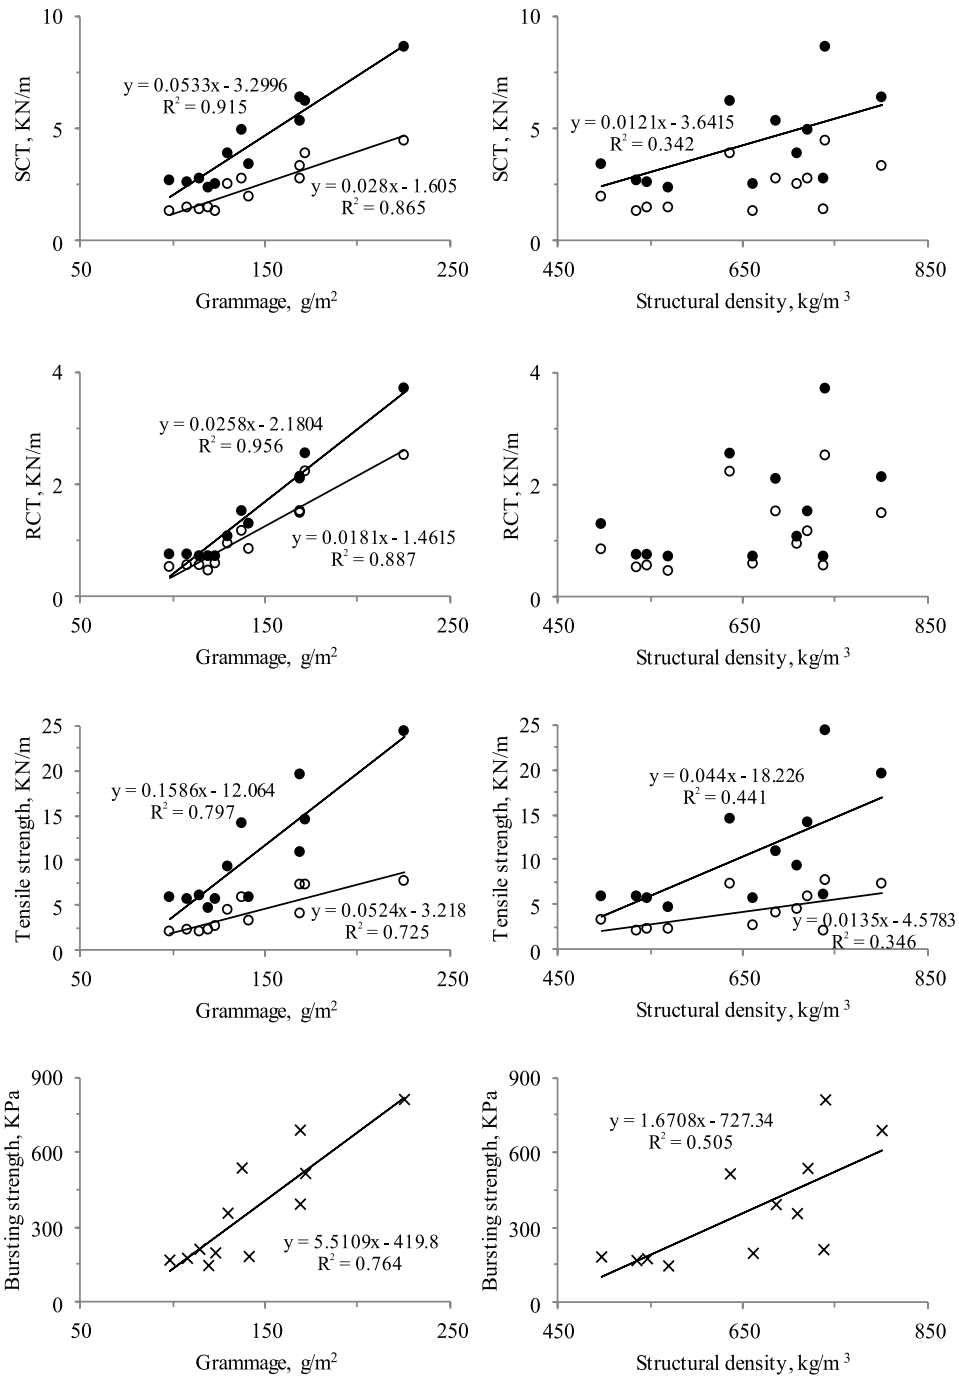 10
5
0
50
150
250
SCT, KN/m
Grammage, g/m²
y = 0.0533x - 3.2996
R² = 0.915
y = 0.028x - 1.605
R² = 0.865
10
5
0
450
650
850
SCT, KN/m
Structural density, kg/m³
y = 0.0121x - 3.6415
R² = 0.342
4
2
0
50
150
250
RCT, KN/m
Grammage, g/m²
y = 0.0258x - 2.1804
R² = 0.956
y = 0.0181x - 1.4615
R² = 0.887
4
2
0
450
650
850
RCT, KN/m
Structural density, kg/m³
25
20
15
10
5
0
50
150
250
Tensile strength, KN/m
Grammage, g/m²
y = 0.1586x - 12.064
R² = 0.797
y = 0.0524x - 3.218
R² = 0.725
25
20
15
10
5
0
450
650
850
Tensile strength, KN/m
Structural density, kg/m³
y = 0.044x - 18.226
R² = 0.441
y = 0.0135x - 4.5783
R² = 0.346
900
600
300
0
50
150
250
Bursting strength, KPa
Grammage, g/m²
y = 5.5109x - 419.8
R² = 0.764
900
600
300
0
450
650
850
Bursting strength, KPa
Structural density, kg/m³
y = 1.6708x - 727.34
R² = 0.505